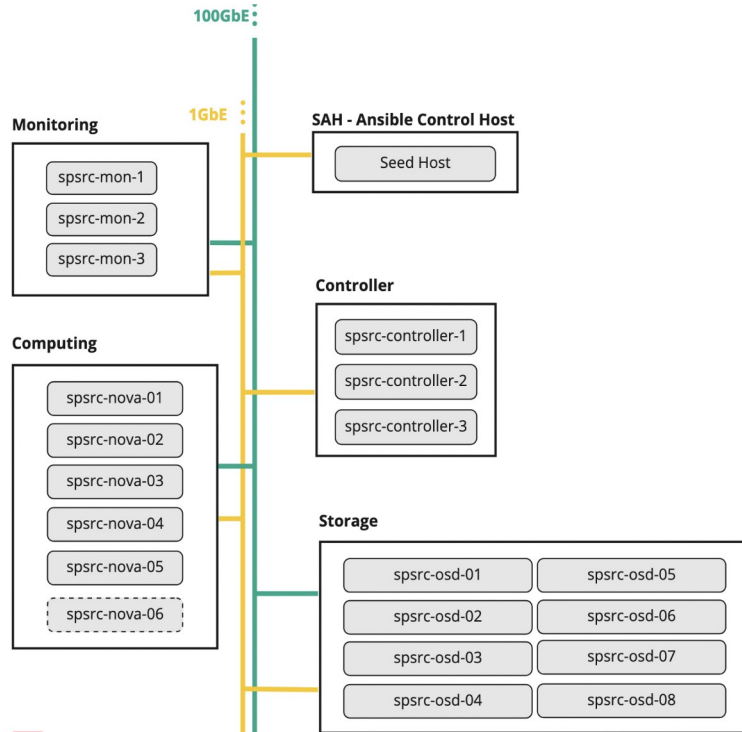 100GbE
1GbE
Monitoring
spsrc-mon-1
spsrc-mon-2
spsrc-mon-3
SAH - Ansible Control Host
Seed Host
Controller
spsrc-controller-1
spsrc-controller-2
spsrc-controller-3
Computing
spsrc-nova-01
spsrc-nova-02
spsrc-nova-03
spsrc-nova-04
spsrc-nova-05
spsrc-nova-06
Storage
spsrc-osd-01
spsrc-osd-02
spsrc-osd-03
spsrc-osd-04
spsrc-osd-05
spsrc-osd-06
spsrc-osd-07
spsrc-osd-08